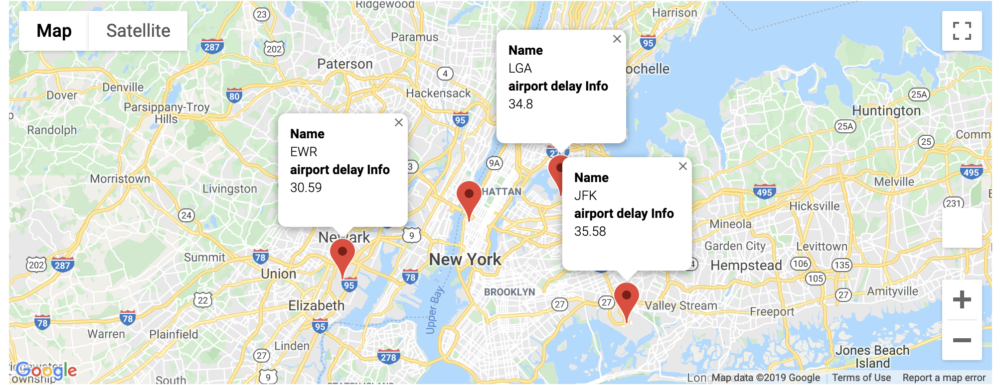 Ridgewood
23
Harrison
Map
Satellite
Paramus
287
202
95
Name
LGA
airport delay Info
34.8
Paterson
4
ochelle
Dover
Denville
80
Hackensack
25A
Parsippany-Troy
Hills
Huntington
p
Randolph
95
25A
Name
EWR
airport delay Info
30.59
Comm
25
278
9A
3
Name
JFK
airport delay Info
35.58
495
Morristown
Livingston
HATTAN
495
Melville
Hicksville
231
24
Mineola
Newark
9
Garden City
Levittown
Summit
78
New York
202
287
Union
78
4
Hempstead
106
135
105
95
BROOKLYN
Amityville
22
Elizabeth
27
27
Valley Stream
27
Freeport
Upper Bay
78
78
95
Warren
Plainfield
Linden
27
278
Jones Beach
Island
idgewater
ownship
Google
9
South
STATEN ISLAND
Long Beach
Map data ©2019 Google
Terms of Use
Report a map error